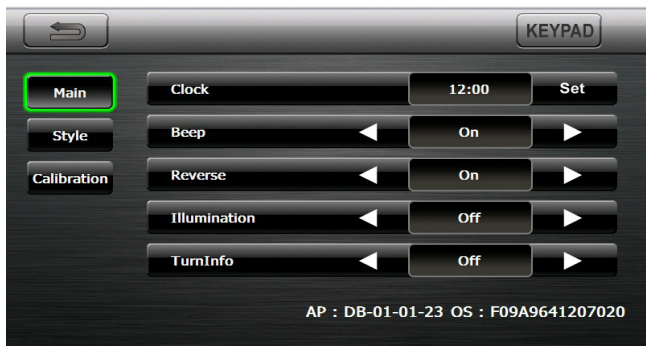 KEYPAD
Main
Clock 12:00 Set
Style
Beep On
Calibration
Reverse On
Illumination Off
TurnInfo Off
AP : DB-01-01-23 OS : F09A9641207020